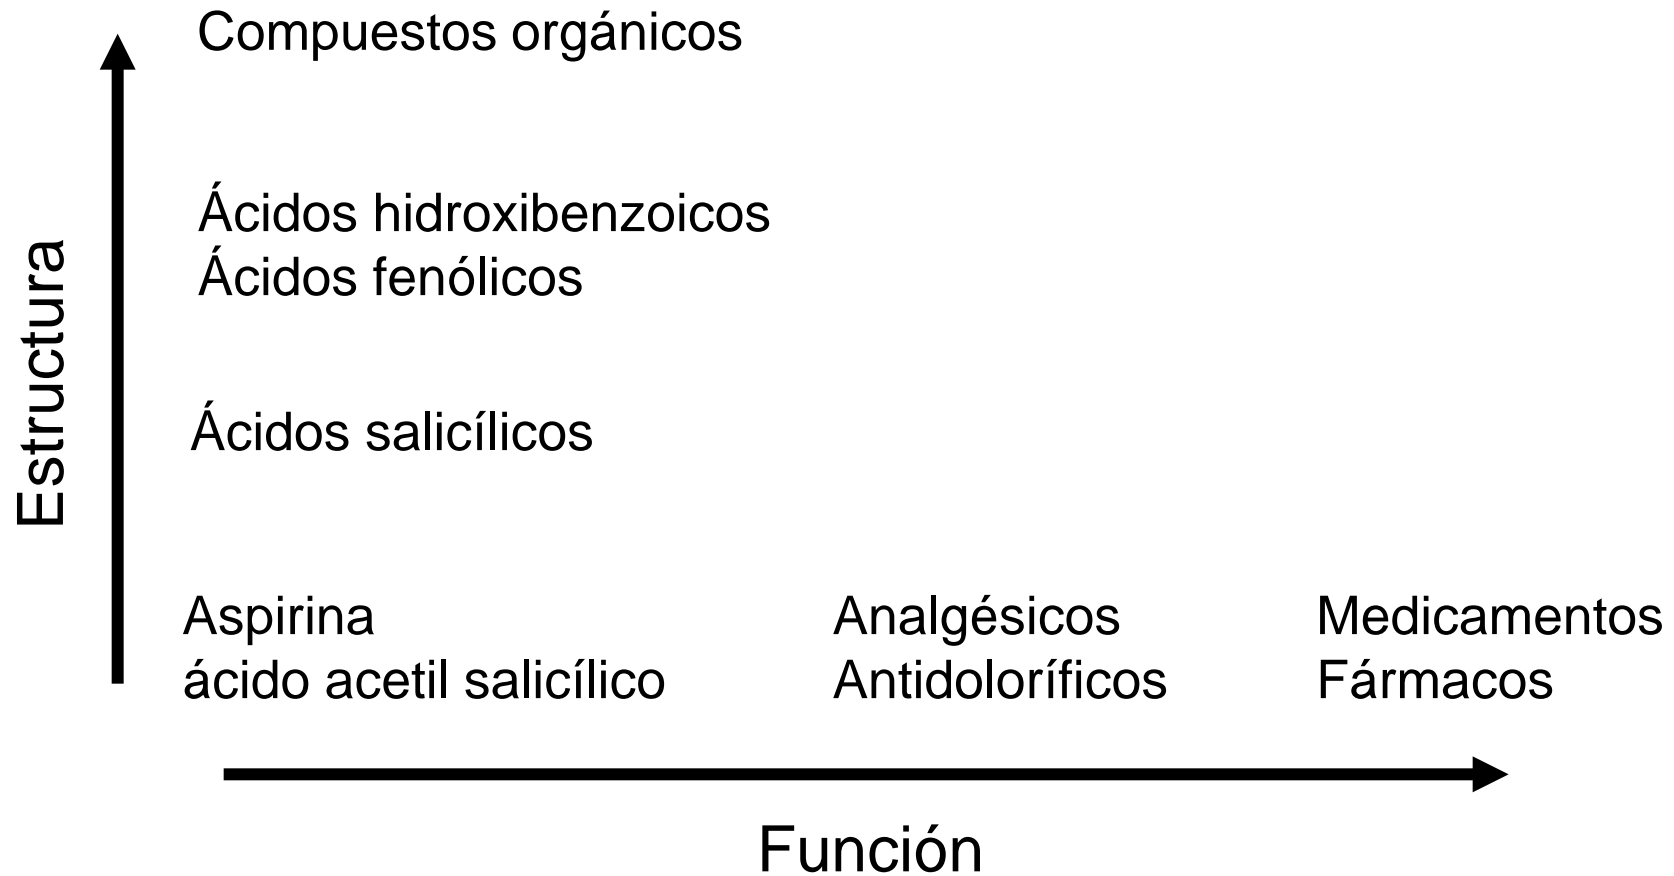 Compuestos orgánicos
Ácidos hidroxibenzoicos
Ácidos fenólicos
Estructura
Ácidos salicílicos
Aspirina
ácido acetil salicílico
Analgésicos
Antidoloríficos
Medicamentos
Fármacos
Función